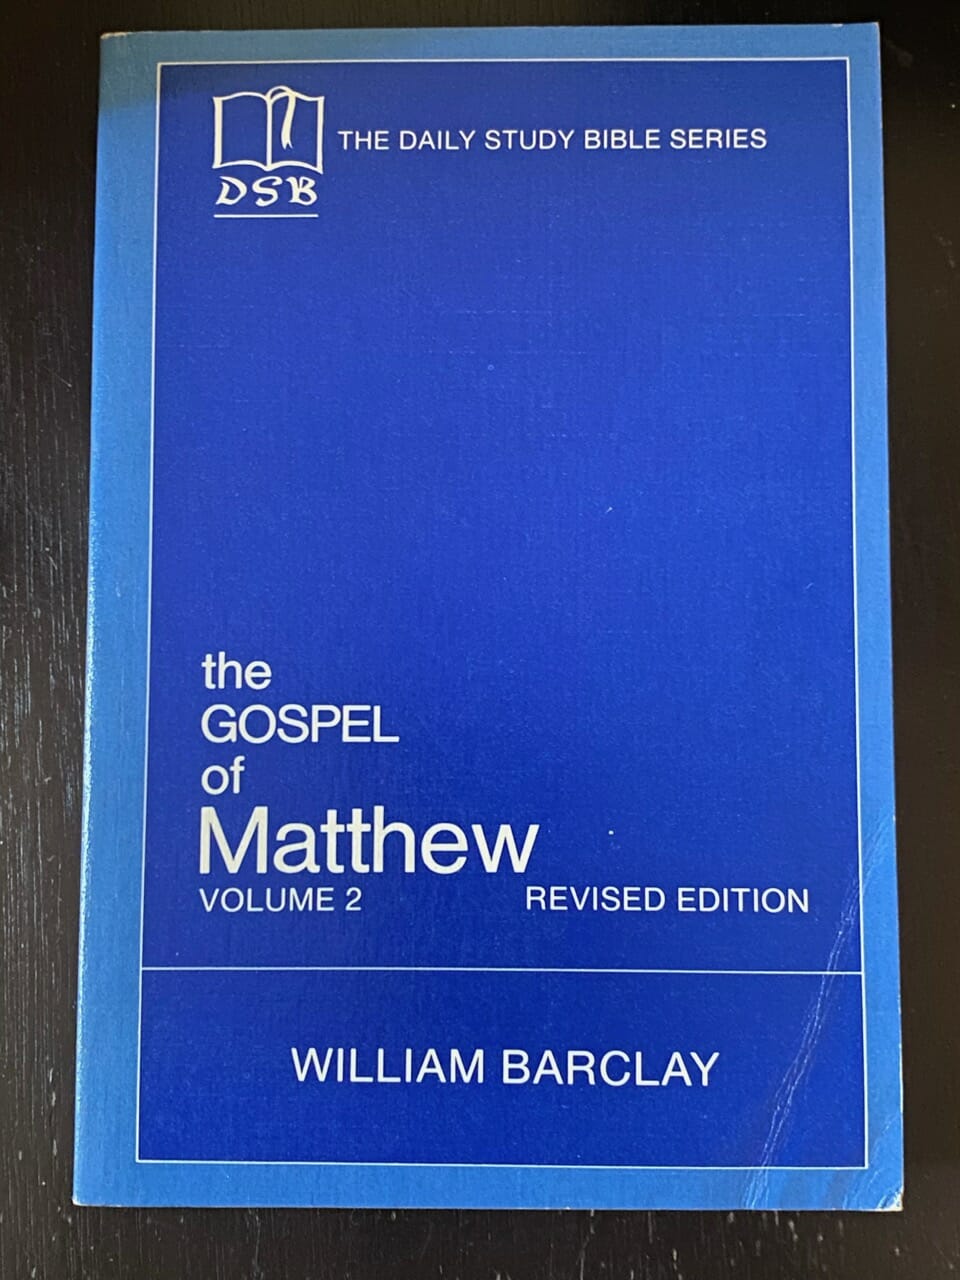 THE DAILY STUDY BIBLE SERIES
DSB
the
GOSPEL
of
Matthew
VOLUME 2 REVISED EDITION
WILLIAM BARCLAY